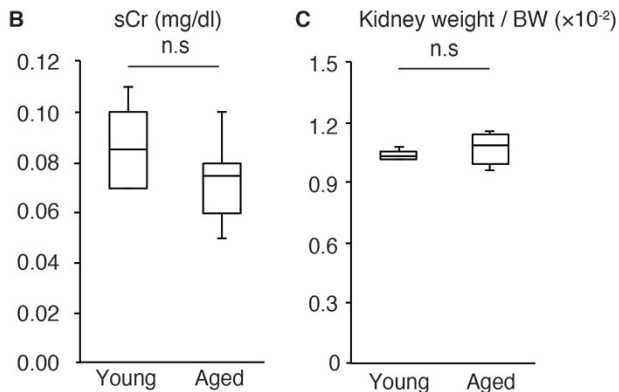 B
sCr (mg/dl)
n.s
0.12
0.10
0.08
0.06
0.04
0.02
0.00
Young Aged
C
Kidney weight / BW (×10⁻²)
n.s
1.5
1.2
0.9
0.6
0.3
0
Young Aged